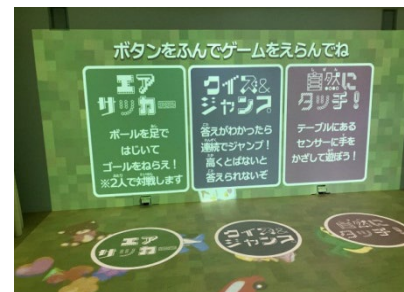 ボタンをふんでゲームをえらんでね
エア
サッカー
ボールを足で
はじいて
ゴールをねらえ！
※2人で対戦します
クイズ&
ジャンプ
答えがわかったら
連続でジャンプ！
高くとばないと
答えられないぞ
自然に
タッチ！
テーブルにある
センサーに手を
かざして遊ぼう！
エア
サッカー
クイズ&
ジャンプ
自然に
タッチ！